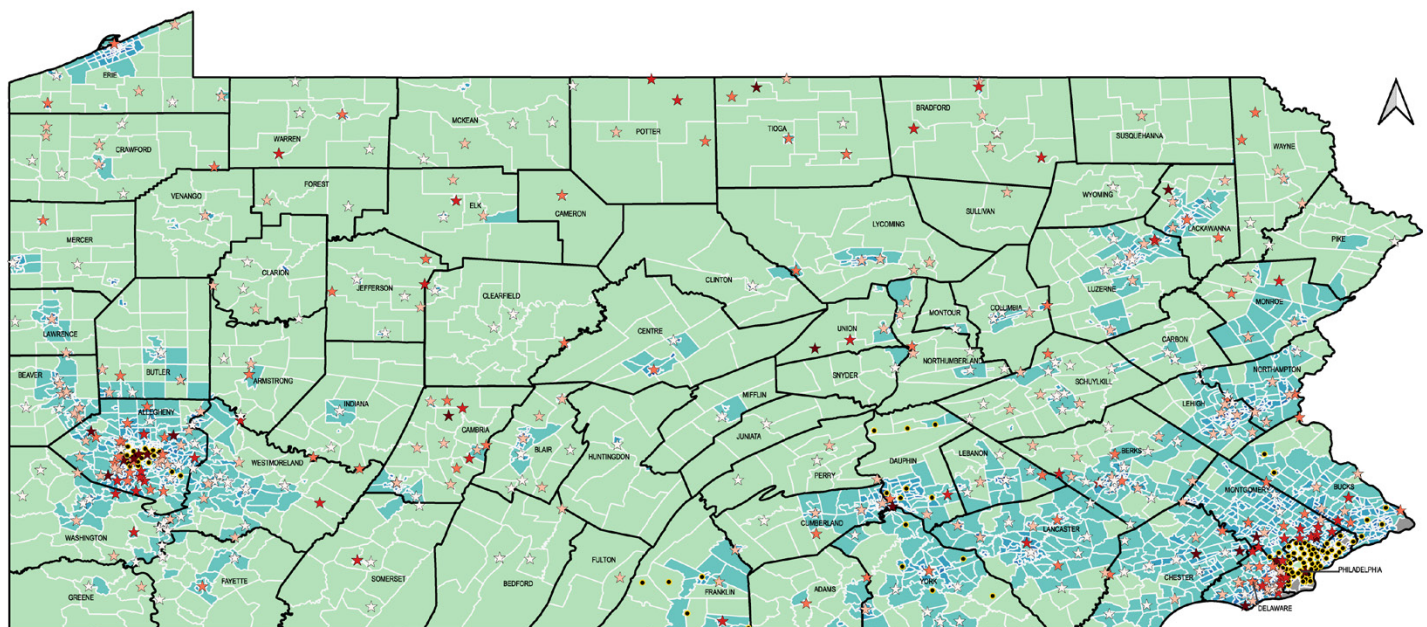 ERIE
CRAWFORD
WARREN
MCKEAN
POTTER
TIOGA
BRADFORD
SUSQUEHANNA
WAYNE
VENANGO
FOREST
ELK
CAMERON
SULLIVAN
WYOMING
LACKAWANNA
MERCER
CLARION
JEFFERSON
CLEARFIELD
CLINTON
LYCOMING
LUZERNE
PIKE
LAWRENCE
BUTLER
CENTRE
UNION
MONTOUR
COLUMBIA
CARBON
MONROE
BEAVER
ARMSTRONG
SNYDER
NORTHUMBERLAND
SCHUYLKILL
NORTHAMPTON
ALLEGHENY
INDIANA
CAMBRIA
BLAIR
HUNTINGDON
MIFFLIN
JUNIATA
LEHIGH
WESTMORELAND
PERRY
DAUPHIN
LEBANON
BERKS
MONTGOMERY
BUCKS
WASHINGTON
CUMBERLAND
LANCASTER
GREENE
FAYETTE
SOMERSET
BEDFORD
FULTON
FRANKLIN
ADAMS
YORK
CHESTER
PHILADELPHIA
DELAWARE